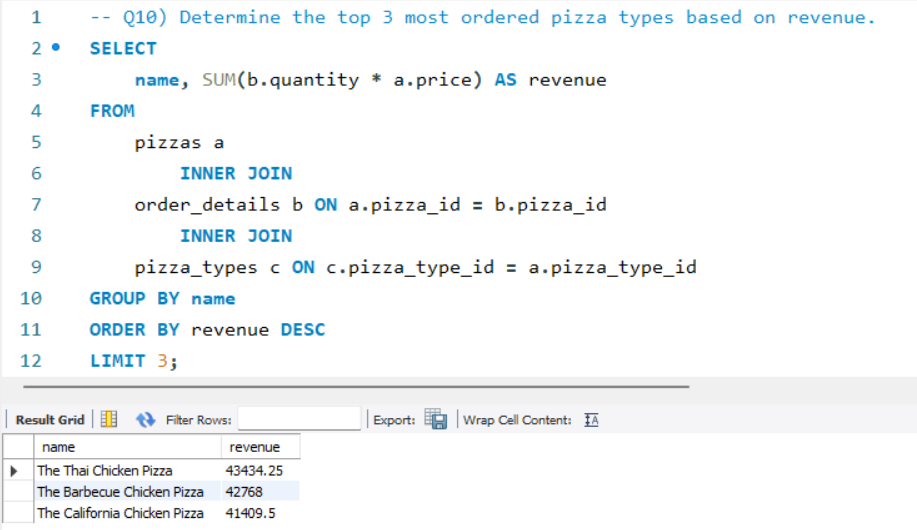 1 -- Q10) Determine the top 3 most ordered pizza types based on revenue.
2 SELECT
3 name, SUM(b.quantity * a.price) AS revenue
4 FROM
5 pizzas a
6 INNER JOIN
7 order_details b ON a.pizza_id = b.pizza_id
8 INNER JOIN
9 pizza_types c ON c.pizza_type_id = a.pizza_type_id
10 GROUP BY name
11 ORDER BY revenue DESC
12 LIMIT 3;
Result Grid Filter Rows: Export: Wrap Cell Content:
name revenue
The Thai Chicken Pizza 43434.25
The Barbecue Chicken Pizza 42768
The California Chicken Pizza 41409.5